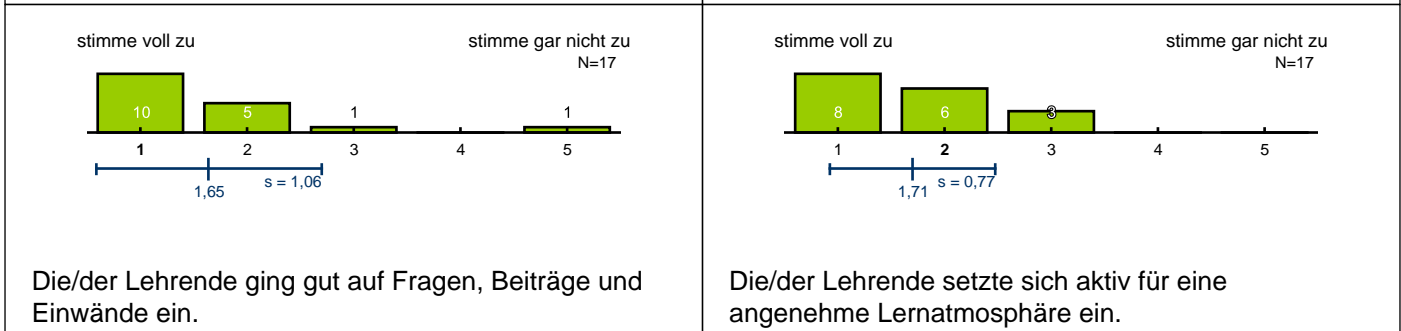 stimme voll zu
stimme gar nicht zu
N=17
10
5
1
1
1
2
3
4
5
s = 1,06
1,65
Die/der Lehrende ging gut auf Fragen, Beiträge und
Einwände ein.
stimme voll zu
stimme gar nicht zu
N=17
8
6
3
1
2
3
4
5
s = 0,77
1,71
Die/der Lehrende setzte sich aktiv für eine
angenehme Lernatmosphäre ein.